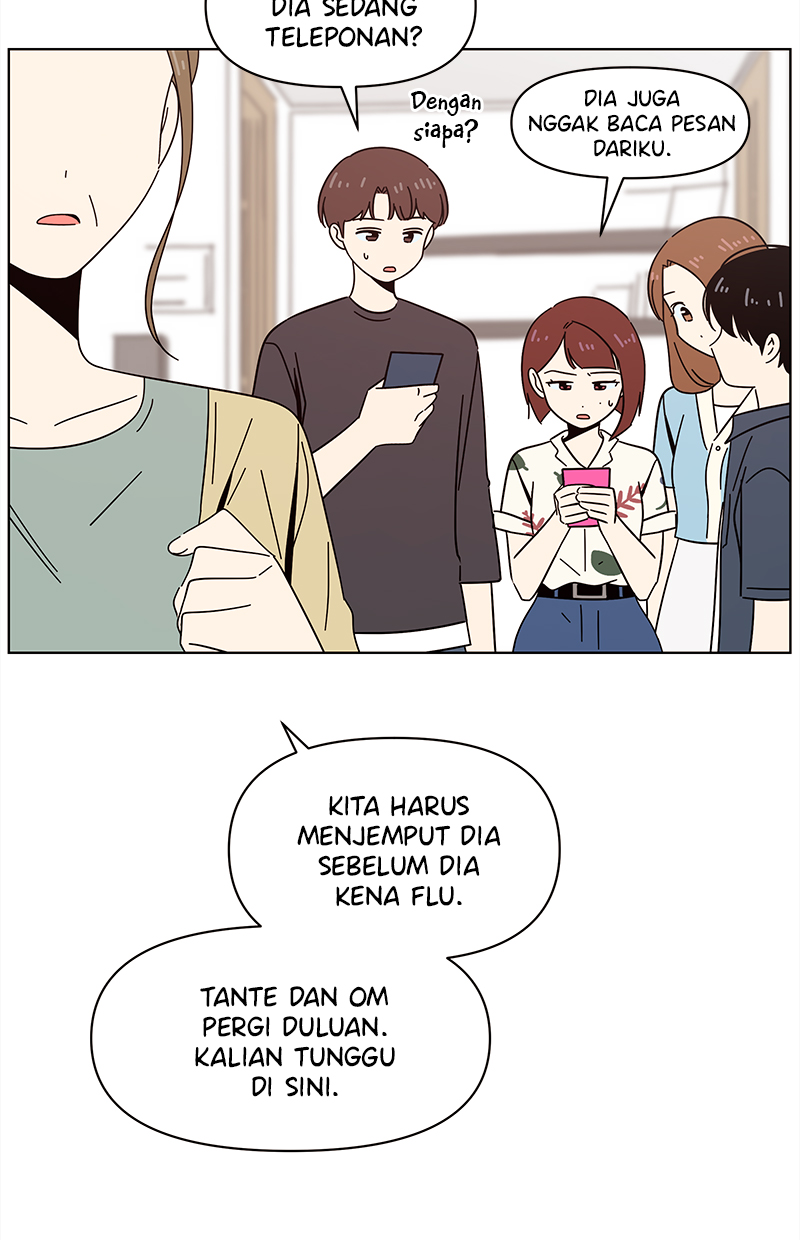 DIA SEDANG
TELEPONAN?
Dengan
siapa?
DIA JUGA
NGGAK BACA PESAN
DARIKU.
KITA HARUS
MENJEMPUT DIA
SEBELUM DIA
KENA FLU.
TANTE DAN OM
PERGI DULUAN.
KALIAN TUNGGU
DI SINI.